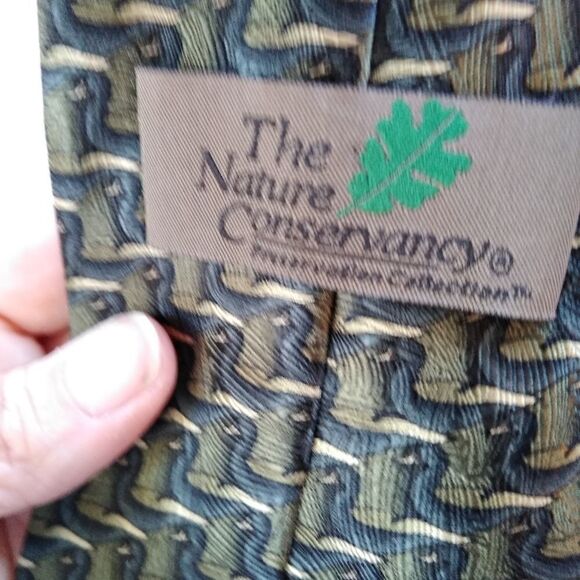 The
Nature
Conservancy®
Preservation Collection™